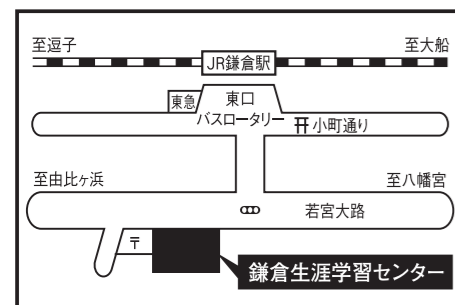 至逗子
至大船
JR鎌倉駅
東急
東口
バスロータリー
小町通り
至由比ヶ浜
至八幡宮
若宮大路
〒
鎌倉生涯学習センター